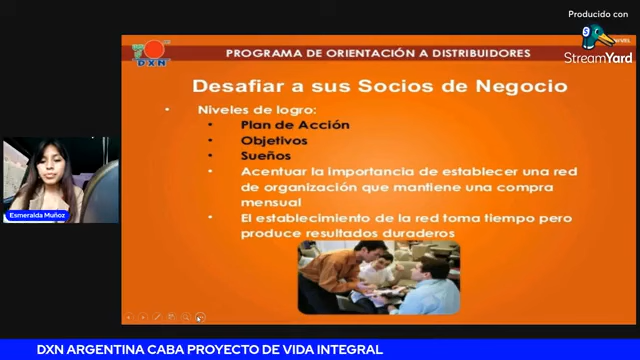 Producido con
StreamYard
DXN
PROGRAMA DE ORIENTACIÓN A DISTRIBUIDORES
Desafiar a sus Socios de Negocio
• Niveles de logro:
• Plan de Acción
• Objetivos
• Sueños
• Acentuar la importancia de establecer una red
de organización que mantiene una compra
mensual
• El establecimiento de la red toma tiempo pero
produce resultados duraderos
Esmeralda Muñoz
DXN ARGENTINA CABA PROYECTO DE VIDA INTEGRAL